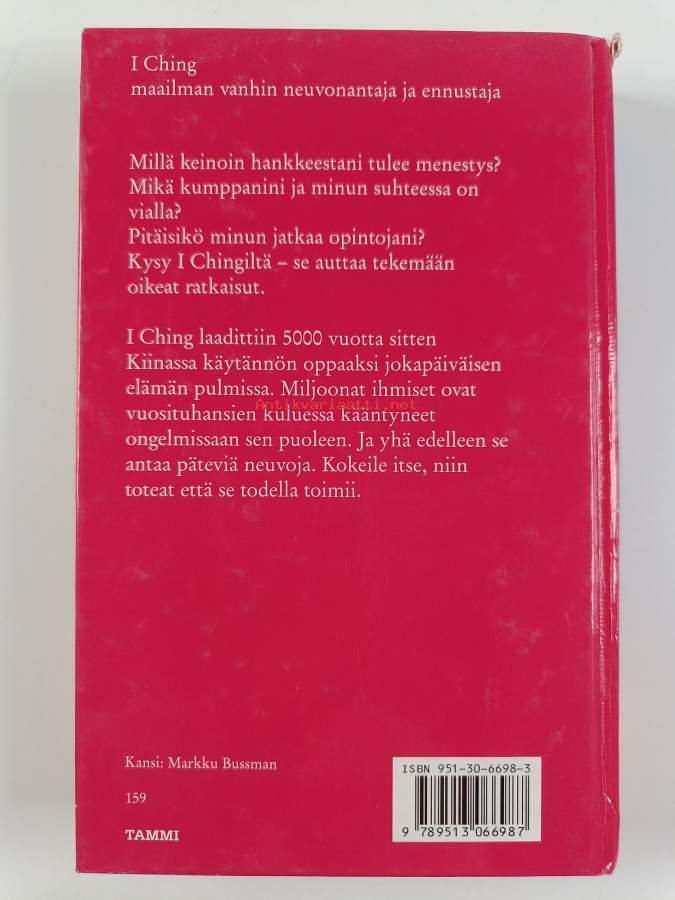 I Ching
maailman vanhin neuvonantaja ja ennustaja
Millä keinoin hankkeestani tulee menestys?
Mikä kumppanini ja minun suhteessa on
vialla?
Pitäisikö minun jatkaa opintojani?
Kysy I Chingiltä – se auttaa tekemään
oikeat ratkaisut.
I Ching laadittiin 5000 vuotta sitten
Kiinassa käytännön oppaaksi jokapäiväisen
elämän pulmissa. Miljoonat ihmiset ovat
Antikvariaatti.net
vuosituhansien kuluessa kääntyneet
ongelmissaan sen puoleen. Ja yhä edelleen se
antaa päteviä neuvoja. Kokeile itse, niin
toteat että se todella toimii.
Kansi: Markku Bussman
159
TAMMI
ISBN 951-30-6698-3
9 789513 066987